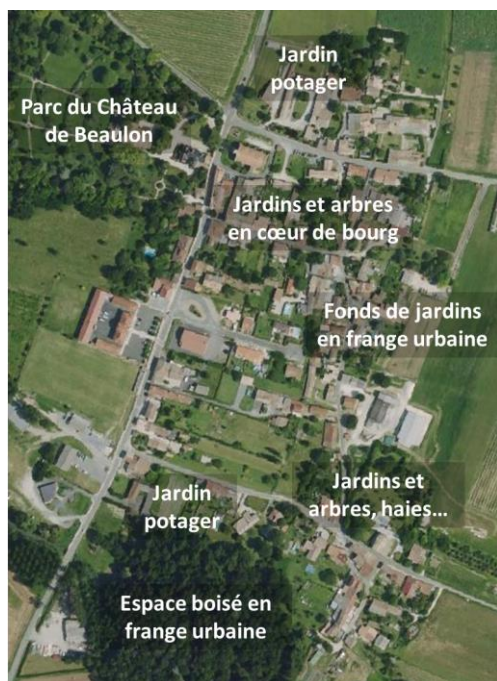 Jardin
potager
Parc du Château
de Beaulon
Jardins et arbres
en cœur de bourg
Fonds de jardins
en frange urbaine
Jardins et
arbres, haies...
Jardin
potager
Espace boisé en
frange urbaine